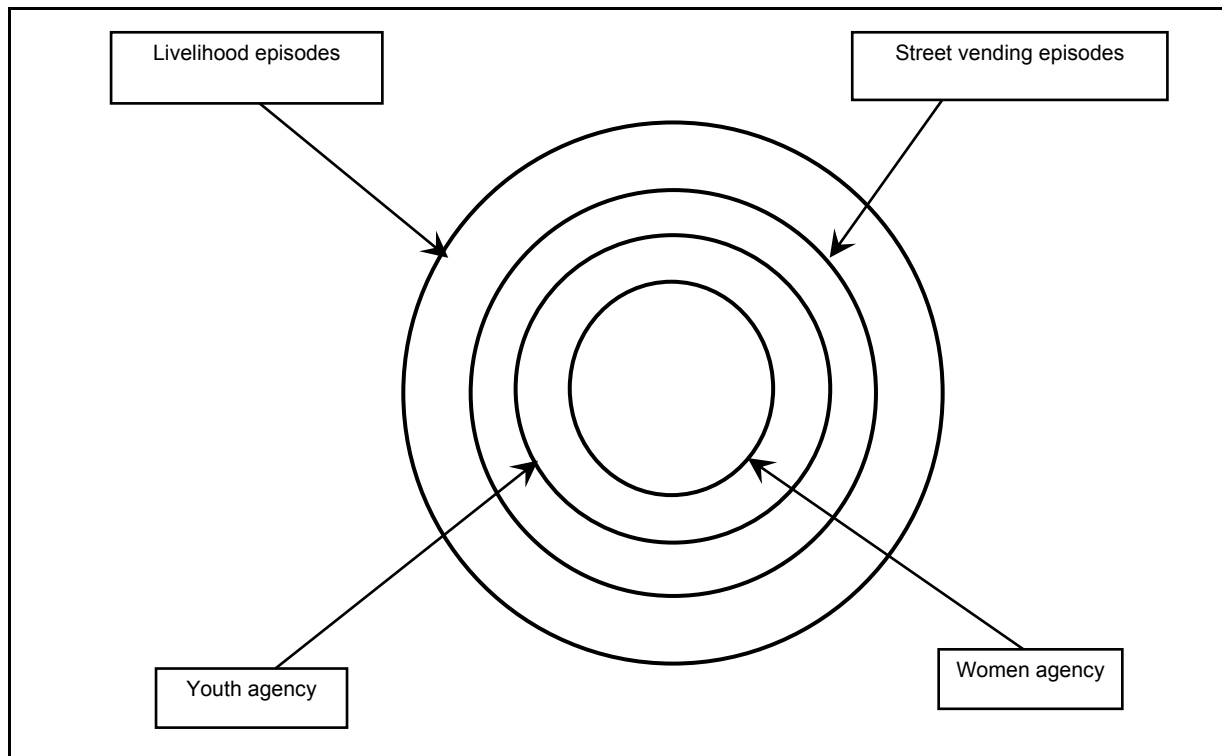 Livelihood episodes
Street vending episodes
Youth agency
Women agency